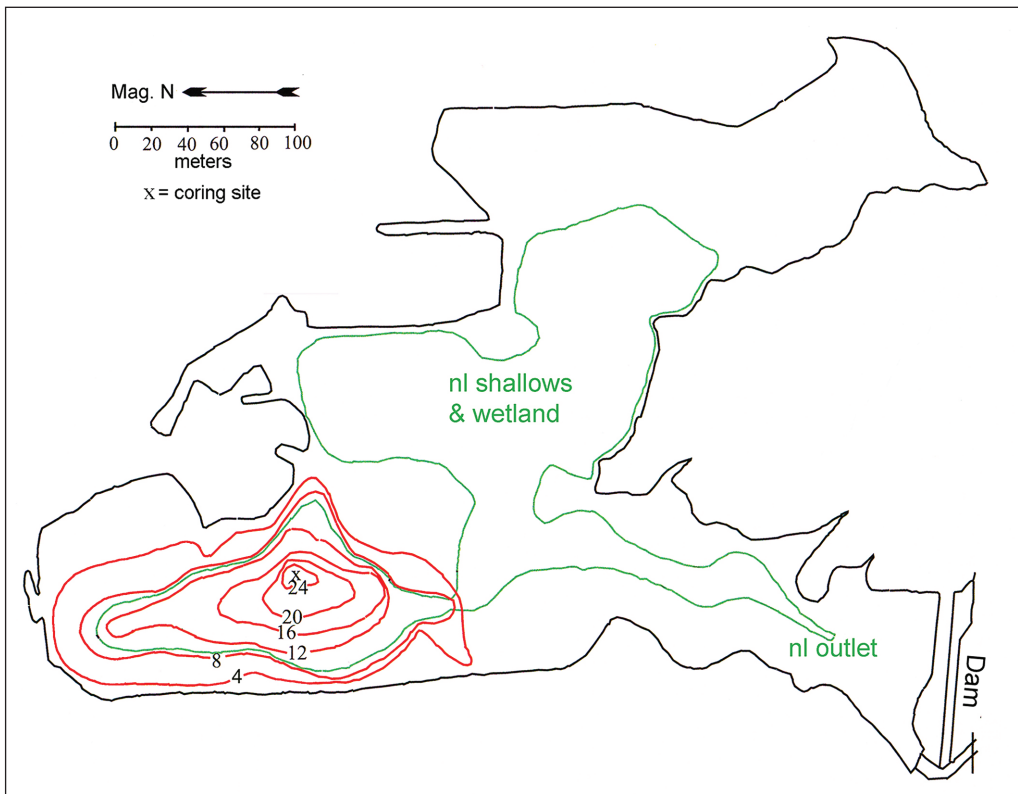 Mag. N
0 20 40 60 80 100
meters
X = coring site
nl shallows
& wetland
x
24
20
16
12
8
4
nl outlet
Dam